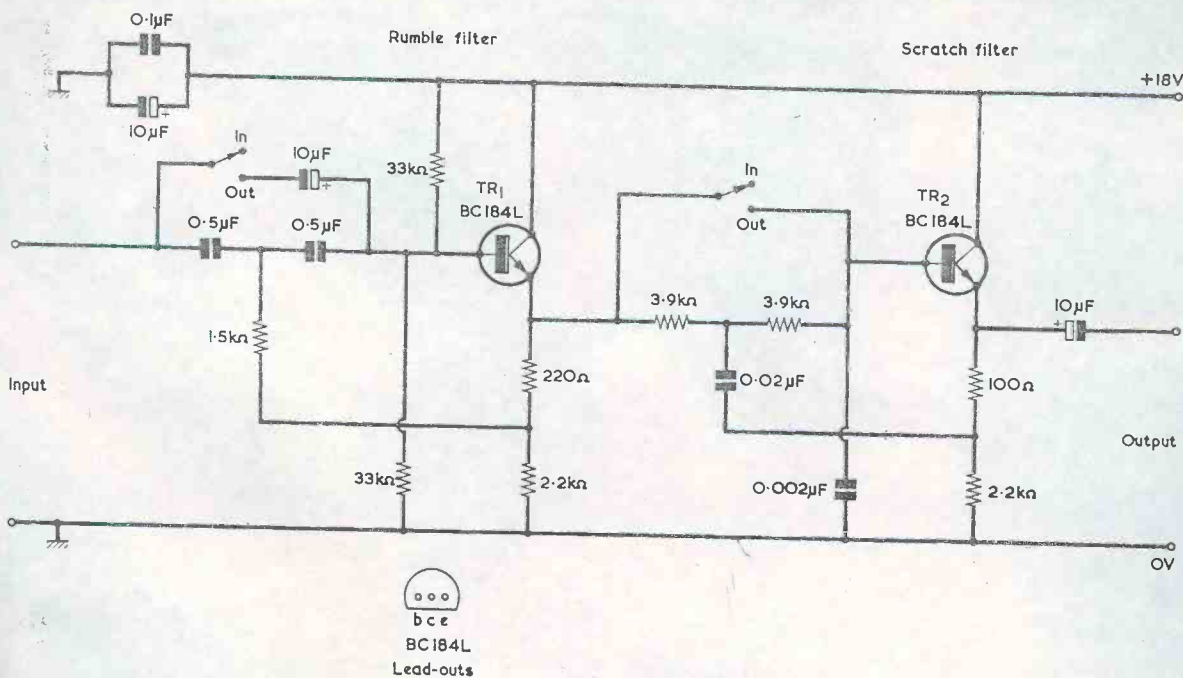 0·1µF
Rumble filter
Scratch filter
+18V
10µF
+
In
10µF
+
Out
33kΩ
TR1
BC184L
In
Out
TR2
BC184L
0·5µF
0·5µF
3·9kΩ
3·9kΩ
10µF
+
1·5kΩ
Input
220Ω
0·02µF
100Ω
Output
33kΩ
2·2kΩ
0·002µF
2·2kΩ
0V
b c e
BC184L
Lead-outs